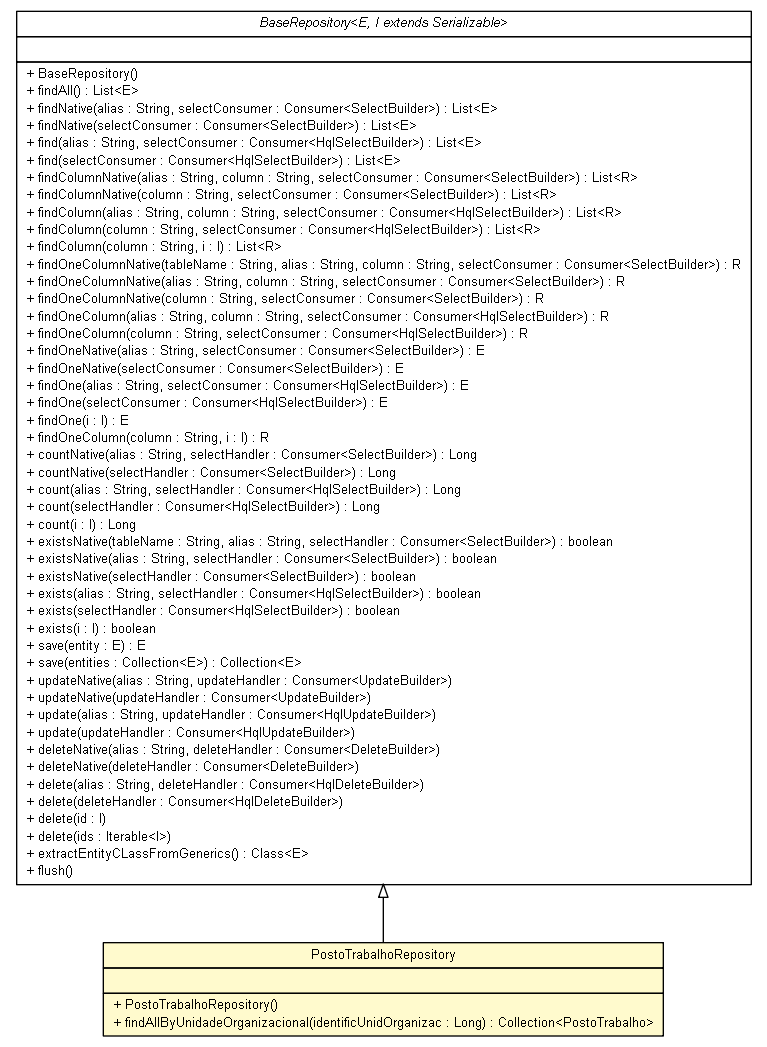 BaseRepository<E, I extends Serializable>
+ BaseRepository()
+ findAll() : List<E>
+ findNative(alias : String, selectConsumer : Consumer<SelectBuilder>) : List<E>
+ findNative(selectConsumer : Consumer<SelectBuilder>) : List<E>
+ find(alias : String, selectConsumer : Consumer<HqlSelectBuilder>) : List<E>
+ find(selectConsumer : Consumer<HqlSelectBuilder>) : List<E>
+ findColumnNative(alias : String, column : String, selectConsumer : Consumer<SelectBuilder>) : List<R>
+ findColumnNative(column : String, selectConsumer : Consumer<SelectBuilder>) : List<R>
+ findColumn(alias : String, column : String, selectConsumer : Consumer<HqlSelectBuilder>) : List<R>
+ findColumn(column : String, selectConsumer : Consumer<HqlSelectBuilder>) : List<R>
+ findColumn(column : String, i : I) : List<R>
+ findOneColumnNative(tableName : String, alias : String, column : String, selectConsumer : Consumer<SelectBuilder>) : R
+ findOneColumnNative(alias : String, column : String, selectConsumer : Consumer<SelectBuilder>) : R
+ findOneColumnNative(column : String, selectConsumer : Consumer<SelectBuilder>) : R
+ findOneColumn(alias : String, column : String, selectConsumer : Consumer<HqlSelectBuilder>) : R
+ findOneColumn(column : String, selectConsumer : Consumer<HqlSelectBuilder>) : R
+ findOneNative(alias : String, selectConsumer : Consumer<SelectBuilder>) : E
+ findOneNative(selectConsumer : Consumer<SelectBuilder>) : E
+ findOne(alias : String, selectConsumer : Consumer<HqlSelectBuilder>) : E
+ findOne(selectConsumer : Consumer<HqlSelectBuilder>) : E
+ findOne(i : I) : E
+ findOneColumn(column : String, i : I) : R
+ countNative(alias : String, selectHandler : Consumer<SelectBuilder>) : Long
+ countNative(selectHandler : Consumer<SelectBuilder>) : Long
+ count(alias : String, selectHandler : Consumer<HqlSelectBuilder>) : Long
+ count(selectHandler : Consumer<HqlSelectBuilder>) : Long
+ count(i : I) : Long
+ existsNative(tableName : String, alias : String, selectHandler : Consumer<SelectBuilder>) : boolean
+ existsNative(alias : String, selectHandler : Consumer<SelectBuilder>) : boolean
+ existsNative(selectHandler : Consumer<SelectBuilder>) : boolean
+ exists(alias : String, selectHandler : Consumer<HqlSelectBuilder>) : boolean
+ exists(selectHandler : Consumer<HqlSelectBuilder>) : boolean
+ exists(i : I) : boolean
+ save(entity : E) : E
+ save(entities : Collection<E>) : Collection<E>
+ updateNative(alias : String, updateHandler : Consumer<UpdateBuilder>)
+ updateNative(updateHandler : Consumer<UpdateBuilder>)
+ update(alias : String, updateHandler : Consumer<HqlUpdateBuilder>)
+ update(updateHandler : Consumer<HqlUpdateBuilder>)
+ deleteNative(alias : String, deleteHandler : Consumer<DeleteBuilder>)
+ deleteNative(deleteHandler : Consumer<DeleteBuilder>)
+ delete(alias : String, deleteHandler : Consumer<HqlDeleteBuilder>)
+ delete(deleteHandler : Consumer<HqlDeleteBuilder>)
+ delete(id : I)
+ delete(ids : Iterable<I>)
+ extractEntityCLassFromGenerics() : Class<E>
+ flush()
PostoTrabalhoRepository
+ PostoTrabalhoRepository()
+ findAllByUnidadeOrganizacional(identificUnidOrganizac : Long) : Collection<PostoTrabalho>